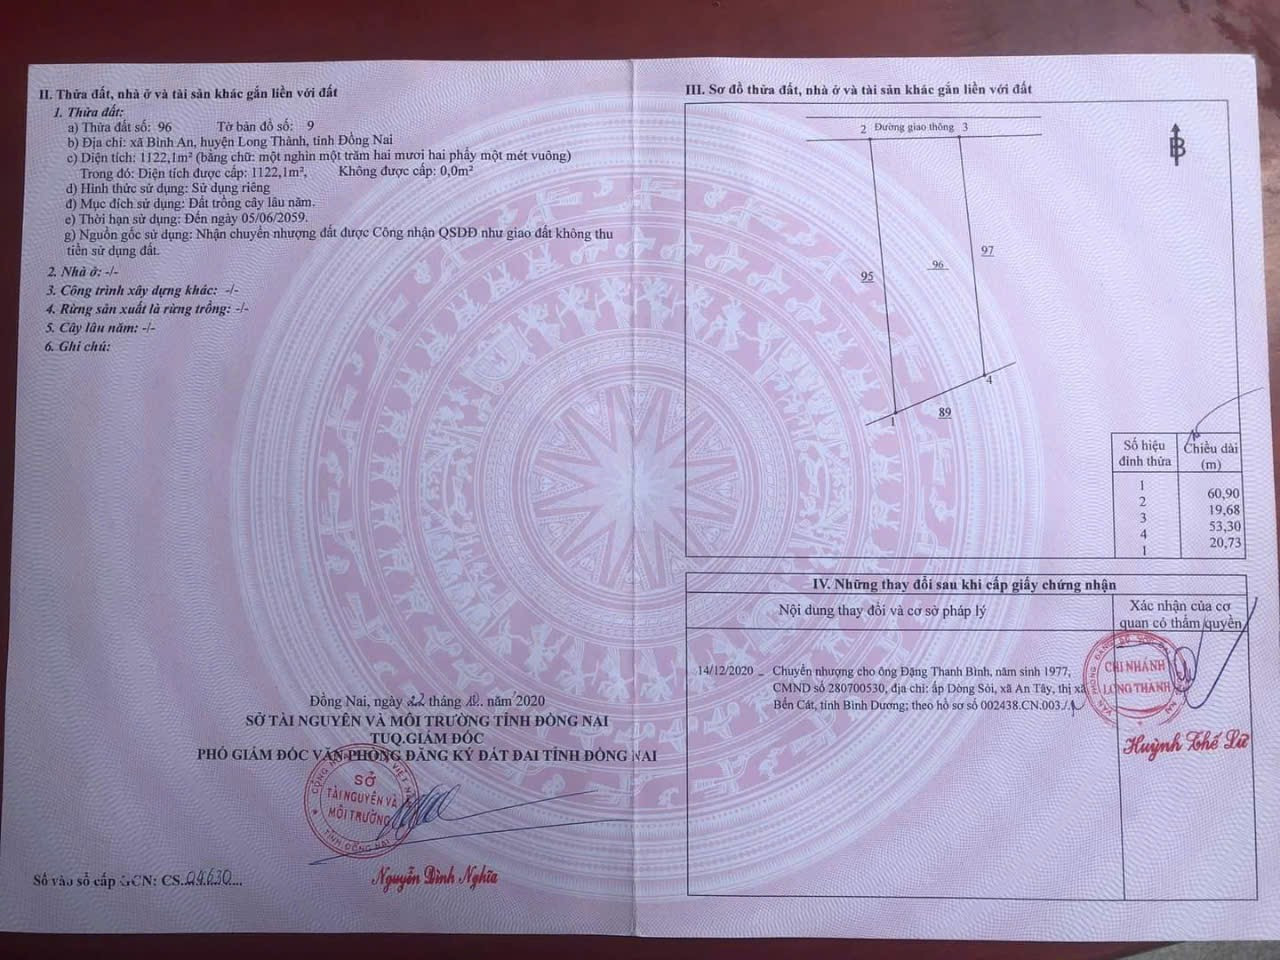 II. Thửa đất, nhà ở và tài sản khác gắn liền với đất
1. Thửa đất:
a) Thửa đất số: 96 Tờ bản đồ số: 9
b) Địa chỉ: xã Bình An, huyện Long Thành, tỉnh Đồng Nai
c) Diện tích: 1122,1m² (bằng chữ: một nghìn một trăm hai mươi hai phẩy một mét vuông)
Trong đó: Diện tích được cấp: 1122,1m², Không được cấp: 0,0m²
d) Hình thức sử dụng: Sử dụng riêng
đ) Mục đích sử dụng: Đất trồng cây lâu năm.
e) Thời hạn sử dụng: Đến ngày 05/06/2059.
g) Nguồn gốc sử dụng: Nhận chuyển nhượng đất được Công nhận QSDĐ như giao đất không thu
tiền sử dụng đất.
2. Nhà ở: -/-
3. Công trình xây dựng khác: -/-
4. Rừng sản xuất là rừng trồng: -/-
5. Cây lâu năm: -/-
6. Ghi chú:
Đồng Nai, ngày tháng năm 2020
SỞ TÀI NGUYÊN VÀ MÔI TRƯỜNG TỈNH ĐỒNG NAI
TUQ.GIÁM ĐỐC
PHÓ GIÁM ĐỐC VĂN PHÒNG ĐĂNG KÝ ĐẤT ĐAI TỈNH ĐỒNG NAI
SỞ
TÀI NGUYÊN VÀ
MÔI TRƯỜNG
TỈNH ĐỒNG NAI
Nguyễn Đình Nghĩa
Số vào sổ cấp GCN: CS.04630
III. Sơ đồ thửa đất, nhà ở và tài sản khác gắn liền với đất
2 Đường giao thông 3
B
97
96
95
4
89
1
Số hiệu đỉnh thửa
Chiều dài (m)
1
60,90
2
19,68
3
53,30
4
20,73
1
IV. Những thay đổi sau khi cấp giấy chứng nhận
Nội dung thay đổi và cơ sở pháp lý
Xác nhận của cơ quan có thẩm quyền
14/12/2020 Chuyển nhượng cho ông Đặng Thanh Bình, năm sinh 1977,
CMND số 280700530, địa chỉ: ấp Dòng Sỏi, xã An Tây, thị xã
Bến Cát, tỉnh Bình Dương; theo hồ sơ số 002438.CN.003./.
CHI NHÁNH
LONG THÀNH
Huỳnh Thế Lữ